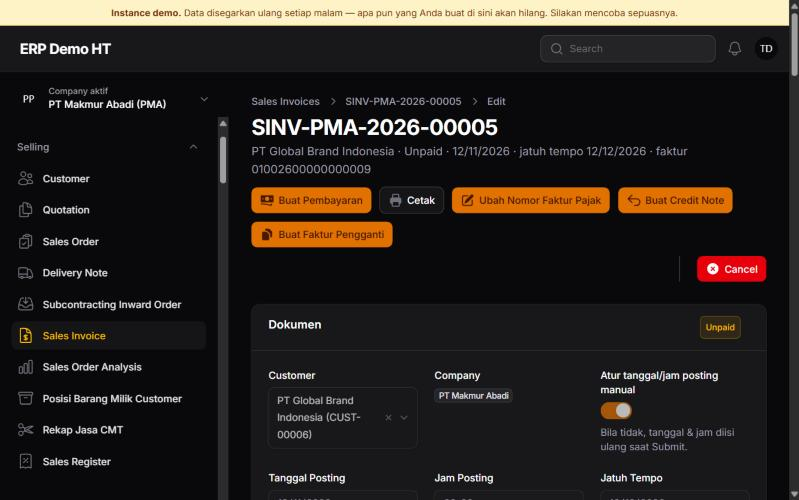 Instance demo. Data disegarkan ulang setiap malam — apa pun yang Anda buat di sini akan hilang. Silakan mencoba sepuasnya.
ERP Demo HT
Search
TD
PP
Company aktif
PT Makmur Abadi (PMA)
Selling
Customer
Quotation
Sales Order
Delivery Note
Subcontracting Inward Order
Sales Invoice
Sales Order Analysis
Posisi Barang Milik Customer
Rekap Jasa CMT
Sales Register
Sales Invoices > SINV-PMA-2026-00005 > Edit
SINV-PMA-2026-00005
PT Global Brand Indonesia · Unpaid · 12/11/2026 · jatuh tempo 12/12/2026 · faktur
01002600000000009
Buat Pembayaran
Cetak
Ubah Nomor Faktur Pajak
Buat Credit Note
Buat Faktur Pengganti
Cancel
Dokumen
Unpaid
Customer
PT Global Brand
Indonesia (CUST-
00006)
Company
PT Makmur Abadi
Atur tanggal/jam posting
manual
Bila tidak, tanggal & jam diisi
ulang saat Submit.
Tanggal Posting
Jam Posting
Jatuh Tempo